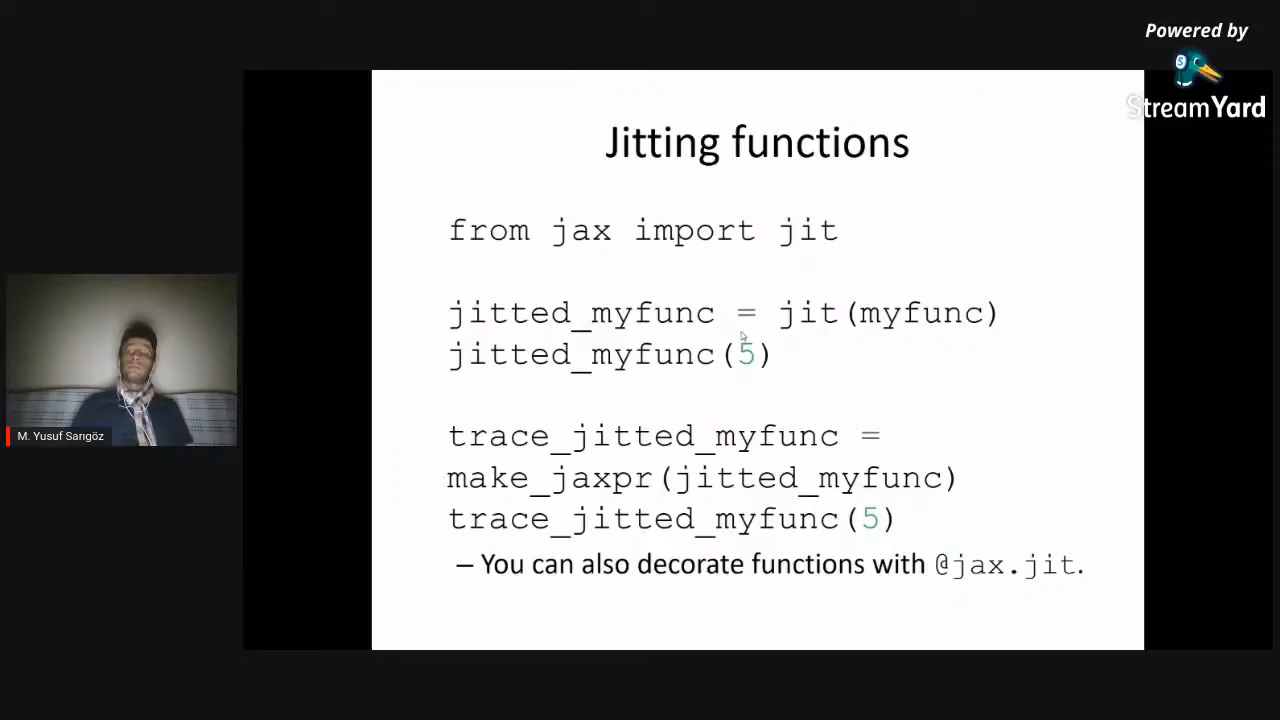 Powered by
StreamYard
Jitting functions
from jax import jit
jitted_myfunc = jit(myfunc)
jitted_myfunc(5)
trace_jitted_myfunc =
make_jaxpr(jitted_myfunc)
trace_jitted_myfunc(5)
– You can also decorate functions with @jax.jit.
M. Yusuf Sarıgöz